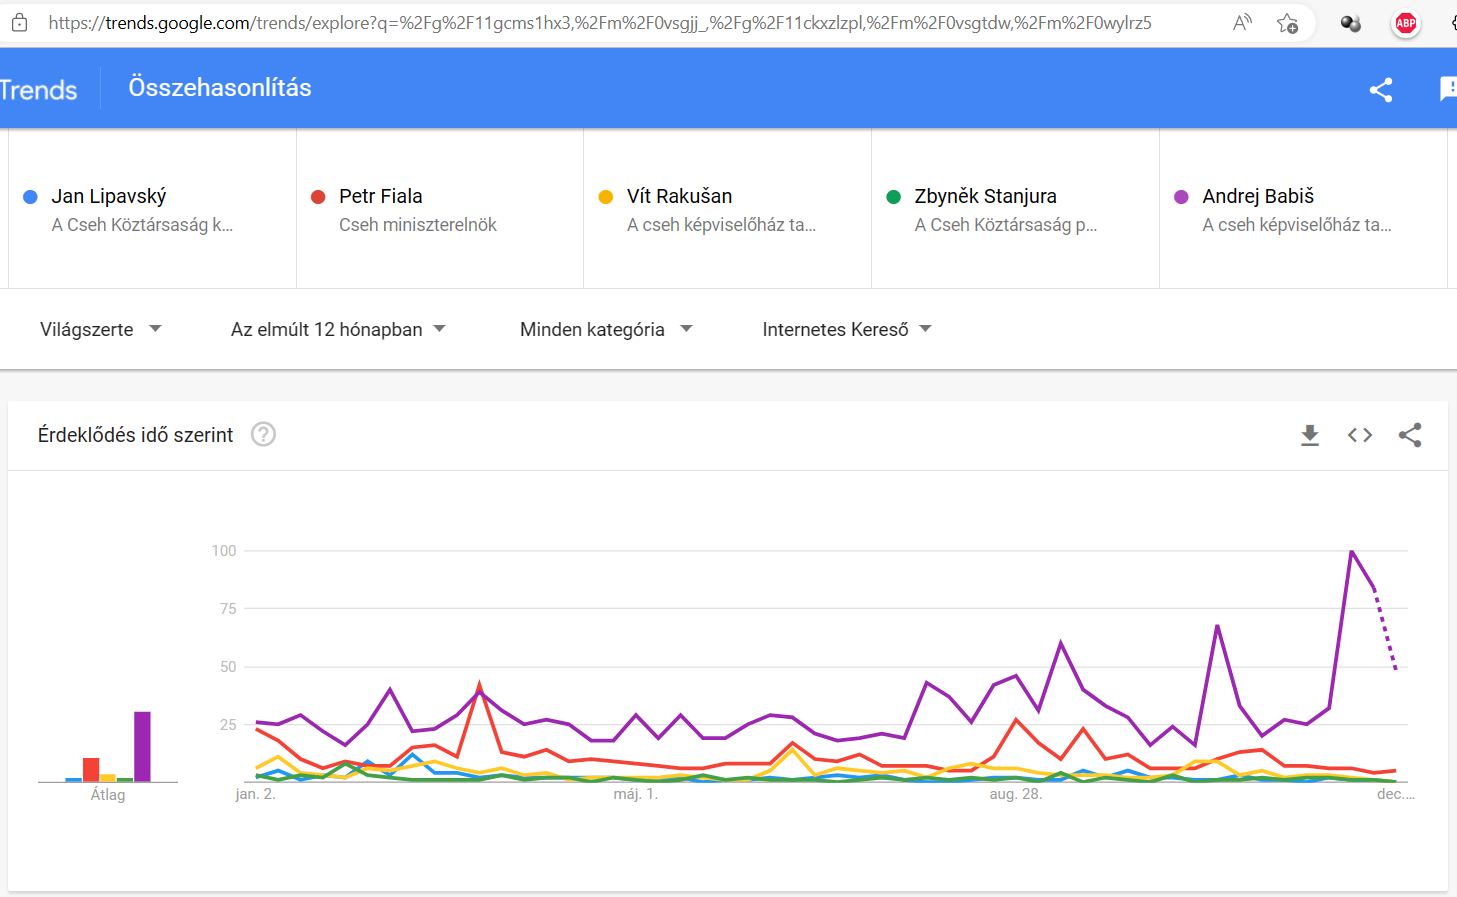 https://trends.google.com/trends/explore?q=%2Fg%2F11gcms1hx3,%2Fm%2F0vsgjj_,%2Fg%2F11ckxzlzpl,%2Fm%2F0vsgtdw,%2Fm%2F0wylrz5
ABP
Trends Összehasonlítás
Jan Lipavský
A Cseh Köztársaság k...
Petr Fiala
Cseh miniszterelnök
Vít Rakušan
A cseh képviselőház ta...
Zbyněk Stanjura
A Cseh Köztársaság p...
Andrej Babiš
A cseh képviselőház ta...
Világszerte
Az elmúlt 12 hónapban
Minden kategória
Internetes Kereső
Érdeklődés idő szerint
100
75
50
25
Átlag
jan. 2.
máj. 1.
aug. 28.
dec....